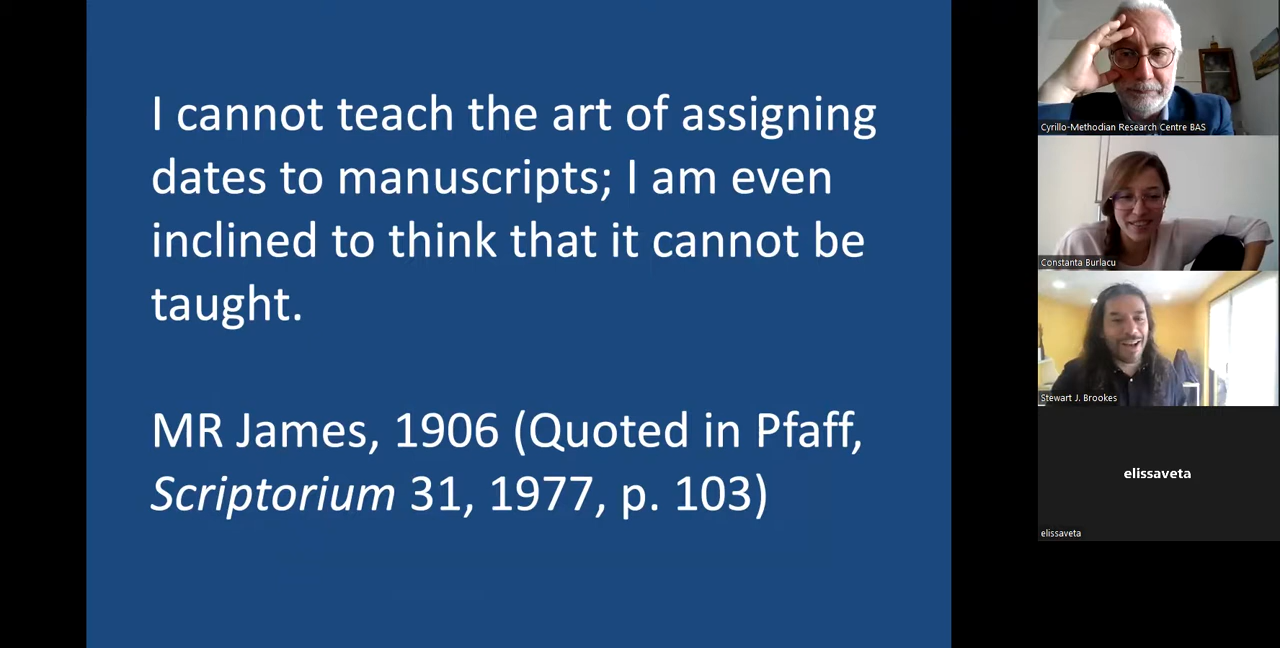 I cannot teach the art of assigning
dates to manuscripts; I am even
inclined to think that it cannot be
taught.
MR James, 1906 (Quoted in Pfaff,
Scriptorium 31, 1977, p. 103)
Cyrillo-Methodian Research Centre BAS
Constanta Burlacu
Stewart J. Brookes
elissaveta
elissaveta